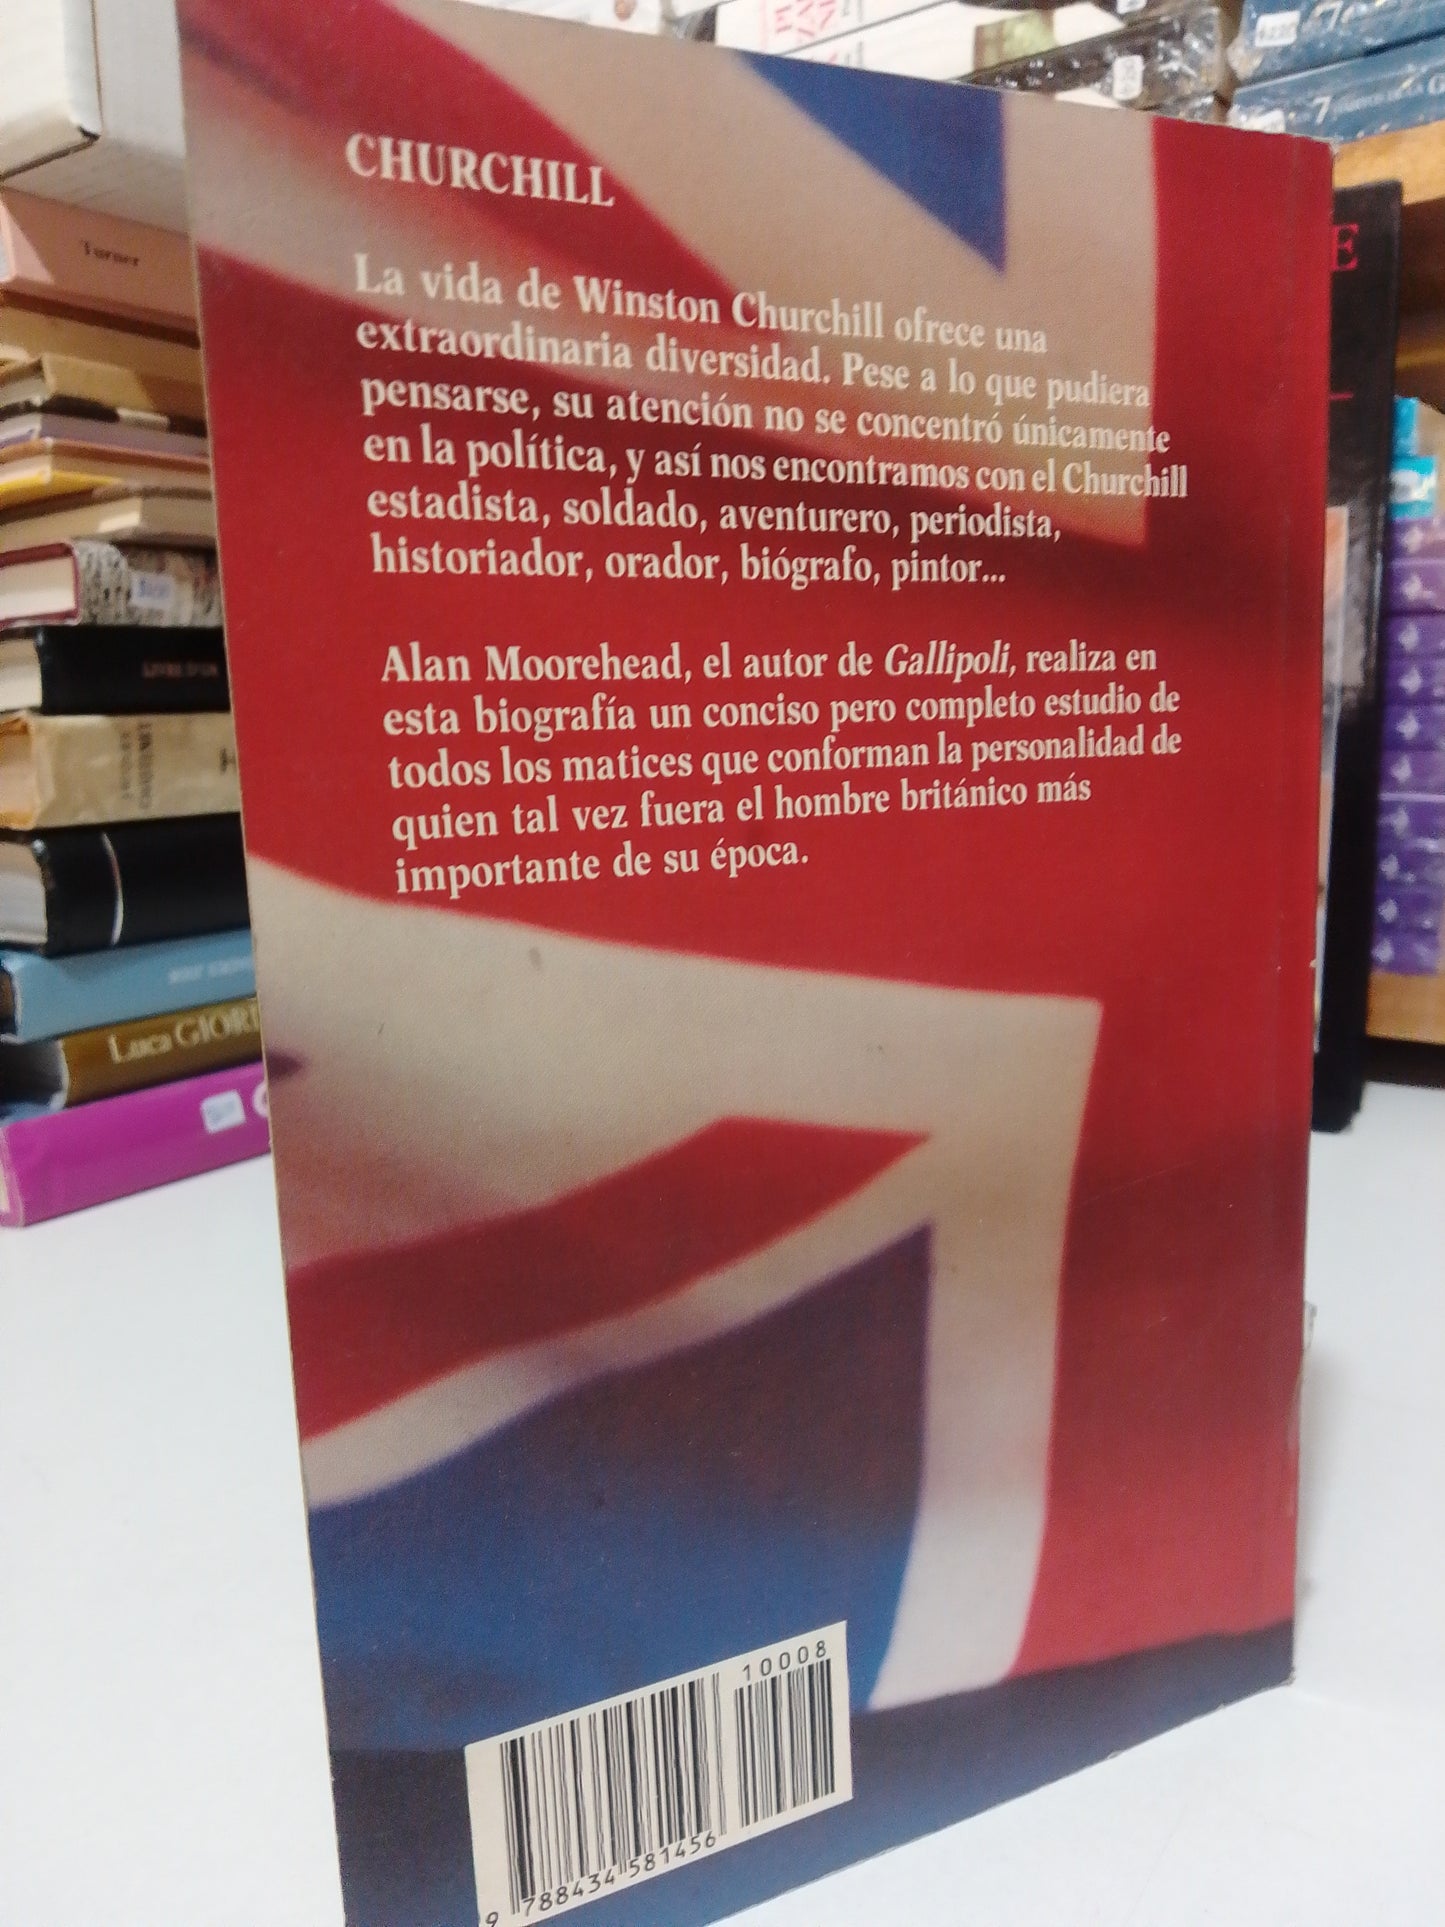 CHURCHILL
La vida de Winston Churchill ofrece una
extraordinaria diversidad. Pese a lo que pudiera
pensarse, su atención no se concentró únicamente
en la política, y así nos encontramos con el Churchill
estadista, soldado, aventurero, periodista,
historiador, orador, biógrafo, pintor...
Alan Moorehead, el autor de Gallipoli, realiza en
esta biografía un conciso pero completo estudio de
todos los matices que conforman la personalidad de
quien tal vez fuera el hombre británico más
importante de su época.
10008
9 788434 581456
Turner
Luca GIOR